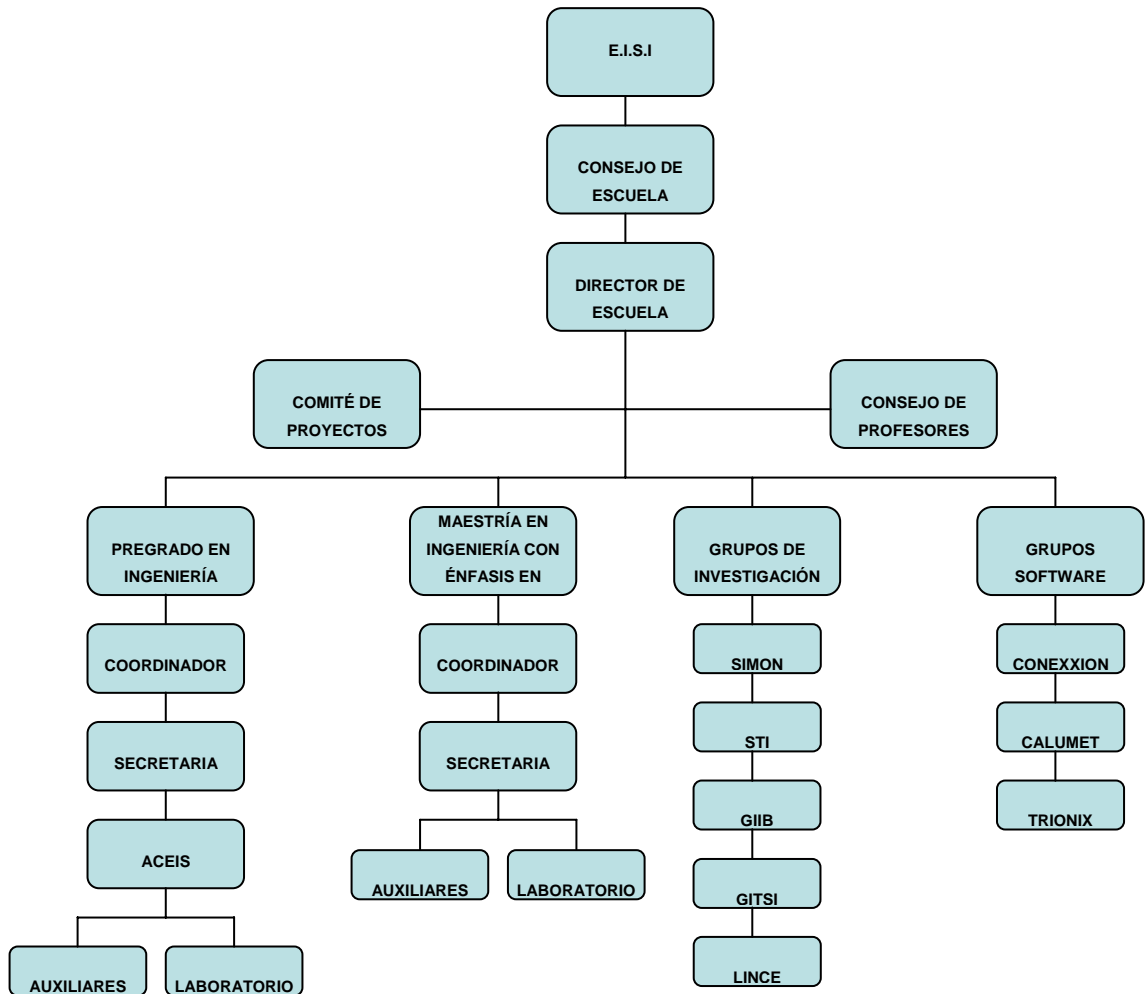 E.I.S.I
CONSEJO DE
ESCUELA
DIRECTOR DE
ESCUELA
COMITÉ DE
PROYECTOS
CONSEJO DE
PROFESORES
PREGRADO EN
INGENIERÍA
MAESTRÍA EN
INGENIERÍA CON
ÉNFASIS EN
GRUPOS DE
INVESTIGACIÓN
GRUPOS
SOFTWARE
COORDINADOR
COORDINADOR
SIMON
CONEXXION
SECRETARIA
SECRETARIA
STI
CALUMET
ACEIS
AUXILIARES
LABORATORIO
GIIB
TRIONIX
GITSI
AUXILIARES
LABORATORIO
LINCE